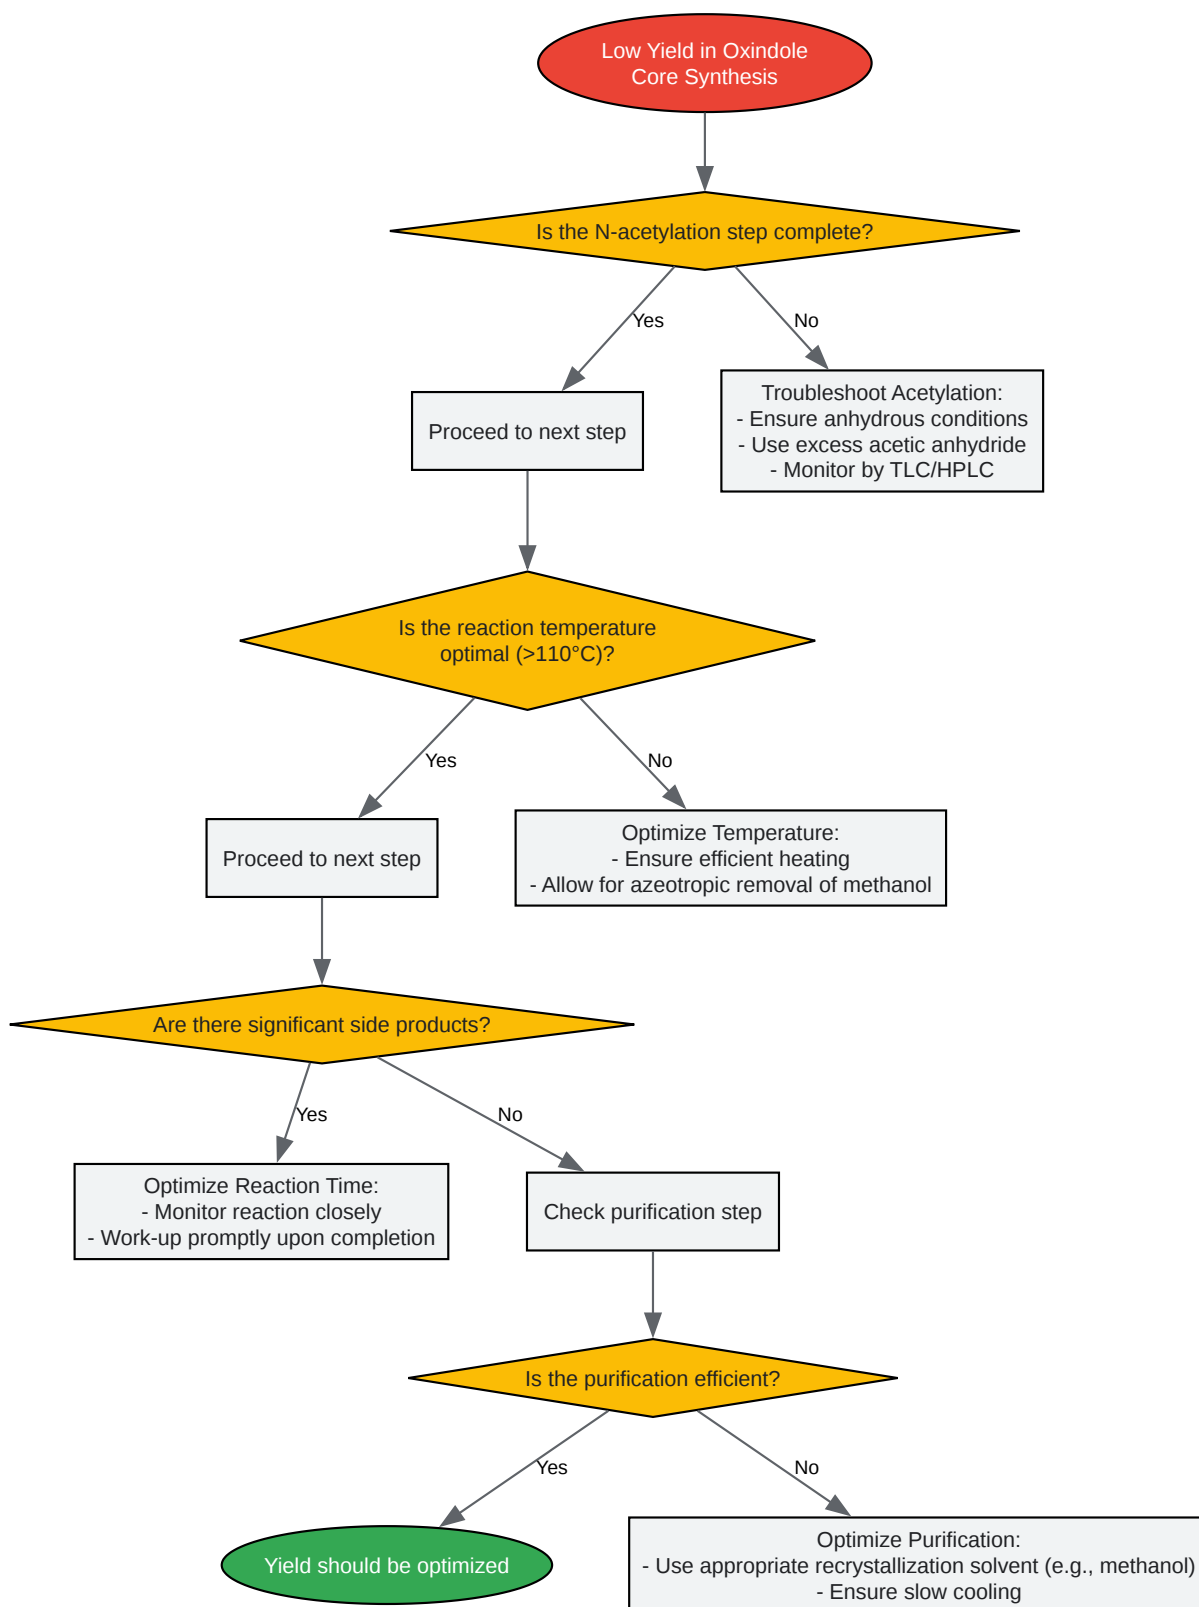 Low Yield in Oxindole
Core Synthesis
Is the N-acetylation step complete?
Yes
No
Proceed to next step
Troubleshoot Acetylation:
- Ensure anhydrous conditions
- Use excess acetic anhydride
- Monitor by TLC/HPLC
Is the reaction temperature
optimal (>110°C)?
Yes
No
Proceed to next step
Optimize Temperature:
- Ensure efficient heating
- Allow for azeotropic removal of methanol
Are there significant side products?
Yes
No
Optimize Reaction Time:
- Monitor reaction closely
- Work-up promptly upon completion
Check purification step
Is the purification efficient?
Yes
No
Yield should be optimized
Optimize Purification:
- Use appropriate recrystallization solvent (e.g., methanol)
- Ensure slow cooling